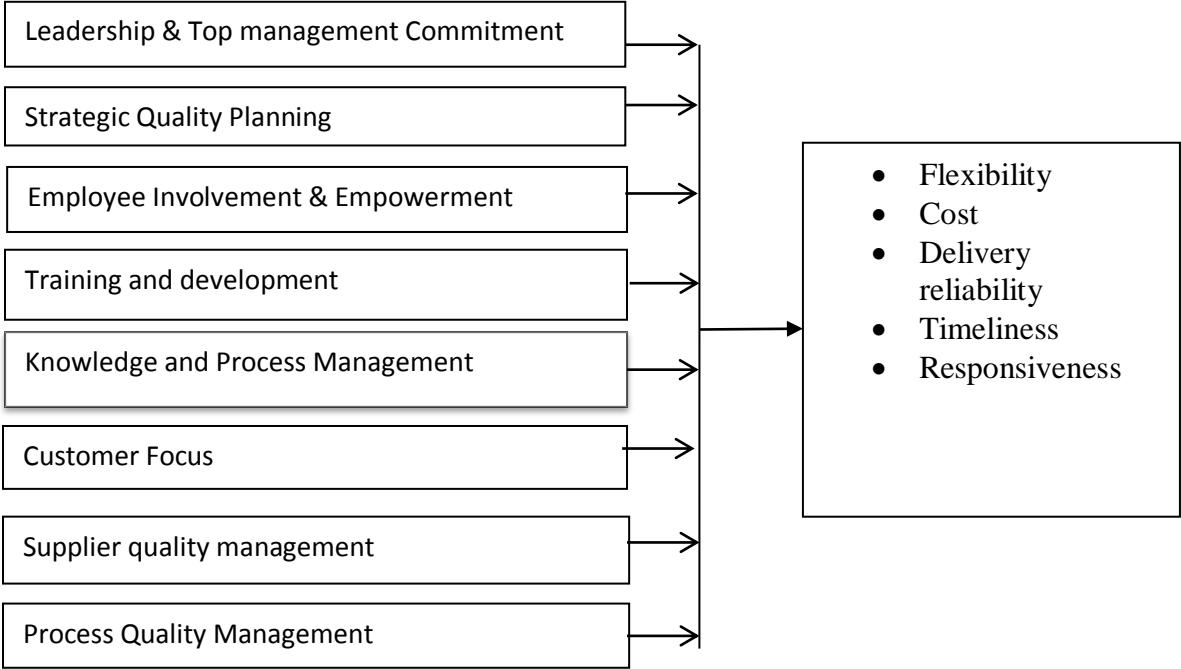 Leadership & Top management Commitment
Strategic Quality Planning
Employee Involvement & Empowerment
Training and development
Knowledge and Process Management
Customer Focus
Supplier quality management
Process Quality Management
• Flexibility
• Cost
• Delivery
reliability
• Timeliness
• Responsiveness